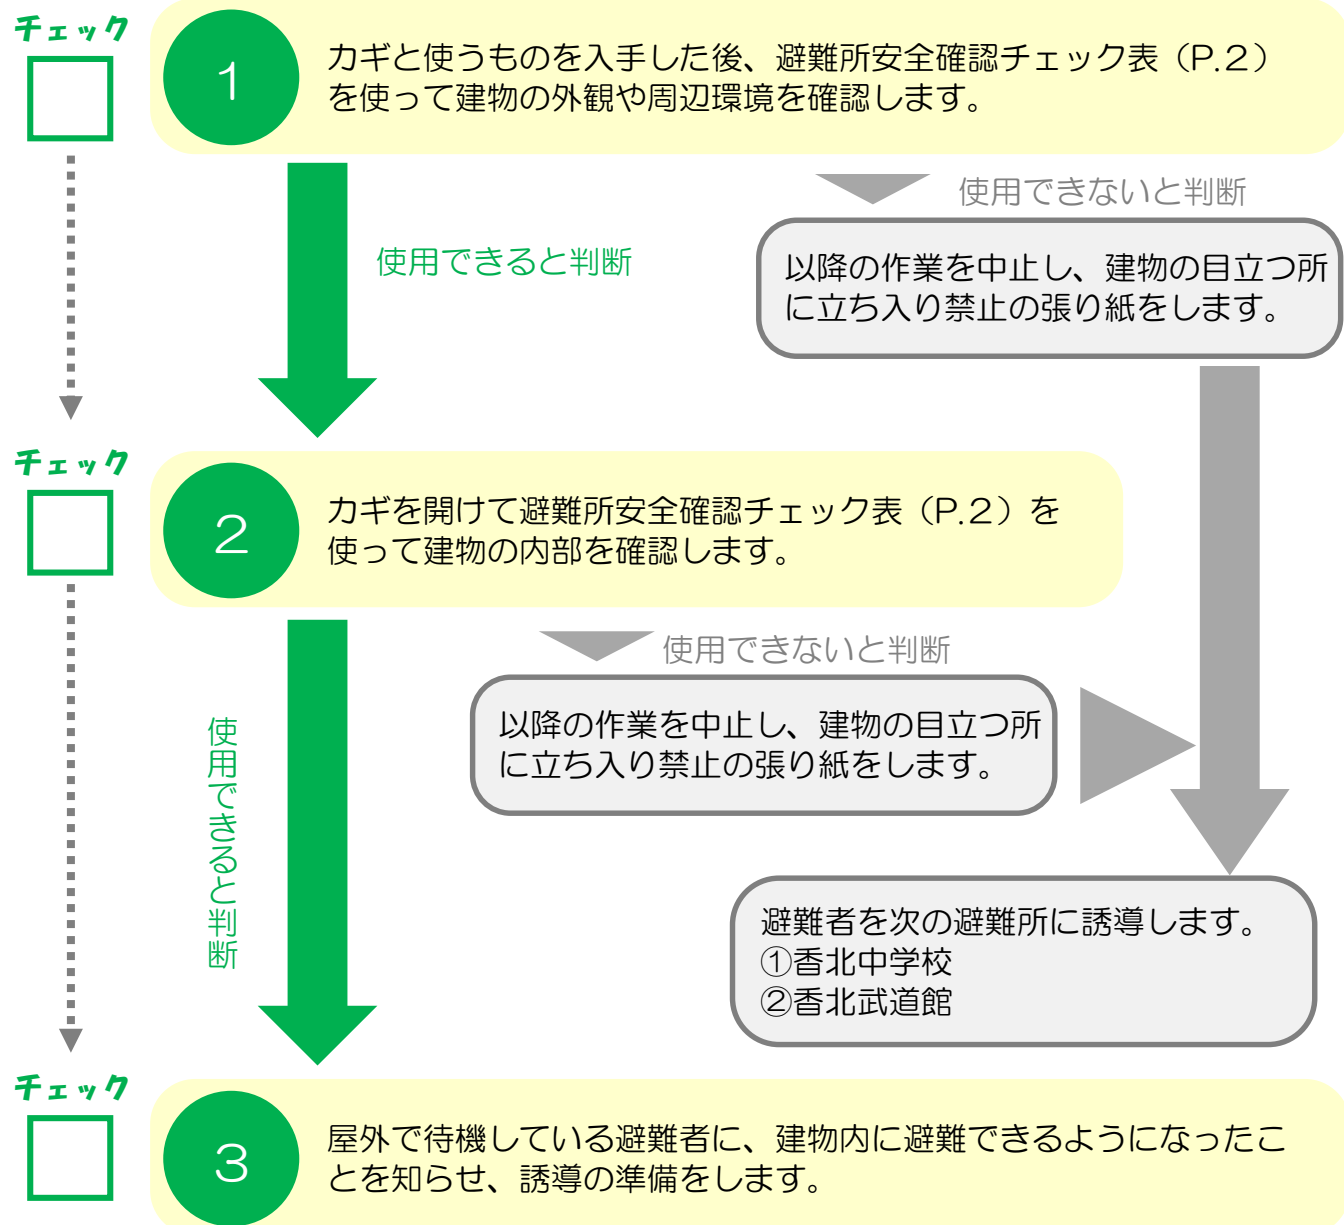 チェック
1
カギと使うものを入手した後、避難所安全確認チェック表（P.2）
を使って建物の外観や周辺環境を確認します。
使用できないと判断
使用できると判断
以降の作業を中止し、建物の目立つ所
に立ち入り禁止の張り紙をします。
チェック
2
カギを開けて避難所安全確認チェック表（P.2）を
使って建物の内部を確認します。
使用できないと判断
以降の作業を中止し、建物の目立つ所
に立ち入り禁止の張り紙をします。
使用できると判断
避難者を次の避難所に誘導します。
①香北中学校
②香北武道館
チェック
3
屋外で待機している避難者に、建物内に避難できるようになったこ
とを知らせ、誘導の準備をします。